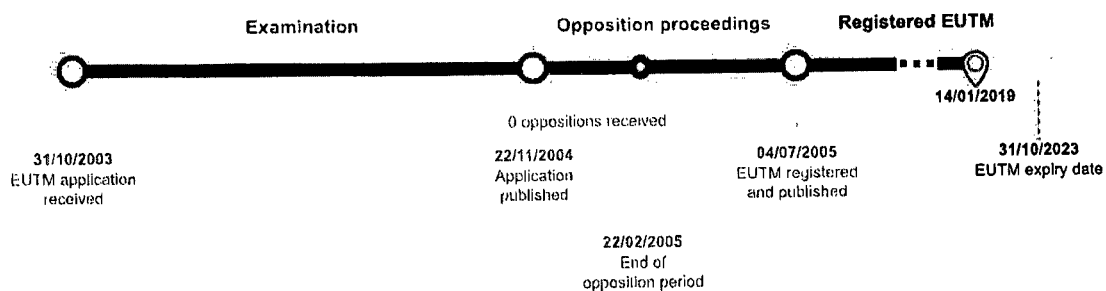 Examination
Opposition proceedings
Registered EUTM
14/01/2019
0 oppositions received
31/10/2003
EUTM application
received
22/11/2004
Application
published
04/07/2005
EUTM registered
and published
31/10/2023
EUTM expiry date
22/02/2005
End of
opposition period